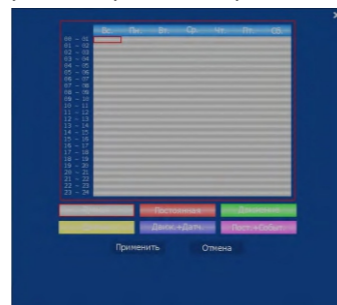 Вс. Пн. Вт. Ср. Чт. Пт. Сб.
00 - 01
01 - 02
02 - 03
03 - 04
04 - 05
05 - 06
06 - 07
07 - 08
08 - 09
09 - 10
10 - 11
11 - 12
12 - 13
13 - 14
14 - 15
15 - 16
16 - 17
17 - 18
18 - 19
19 - 20
20 - 21
21 - 22
22 - 23
23 - 24
Постоянная Движение
Движ.+Датч. Пост.+Событ.
Применить Отмена